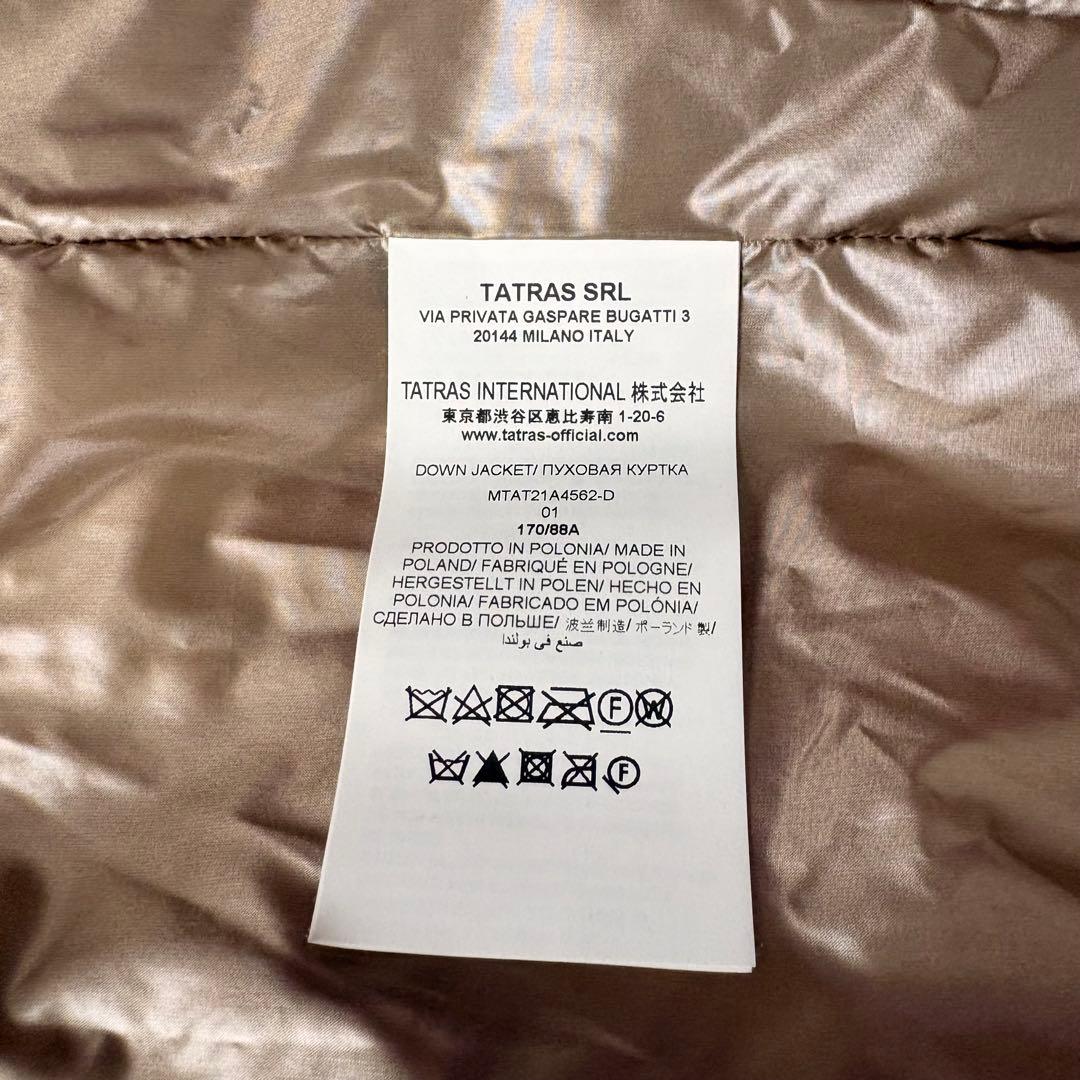 TATRAS SRL
VIA PRIVATA GASPARE BUGATTI 3
20144 MILANO ITALY
TATRAS INTERNATIONAL 株式会社
東京都渋谷区恵比寿南 1-20-6
www.tatras-official.com
DOWN JACKET/ ПУХОВАЯ КУРТКА
MTAT21A4562-D
01
170/88A
PRODOTTO IN POLONIA/ MADE IN
POLAND/ FABRIQUÉ EN POLOGNE/
HERGESTELLT IN POLEN/ HECHO EN
POLONIA/ FABRICADO EM POLÓNIA/
СДЕЛАНО В ПОЛЬШЕ/ 波兰制造/ ポーランド製/
صنع في بولندا
F W
F